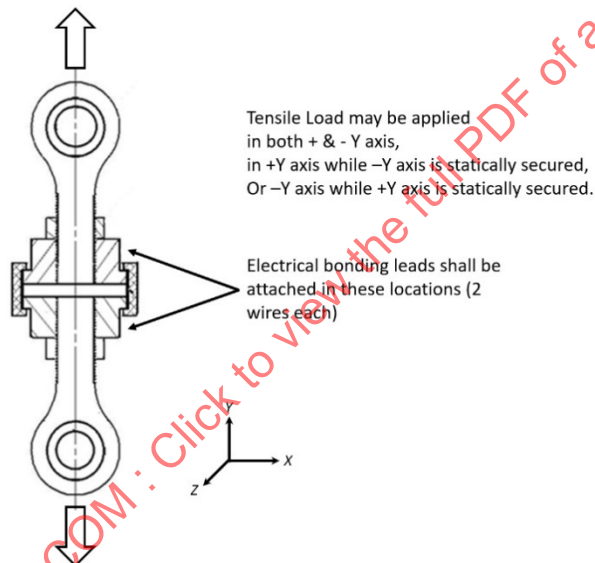 Tensile Load may be applied
in both + & - Y axis,
in +Y axis while –Y axis is statically secured,
Or –Y axis while +Y axis is statically secured.
Electrical bonding leads shall be
attached in these locations (2
wires each)
Y
X
Z
COM : Click to view the full PDF of a